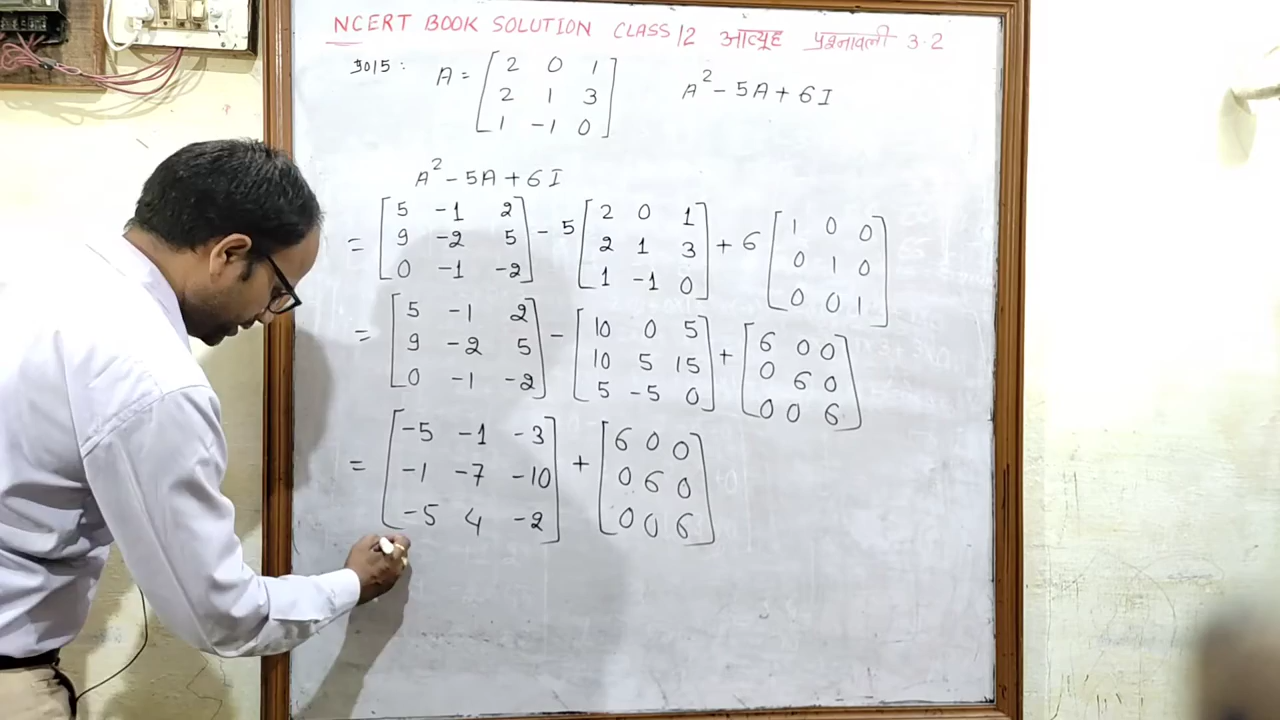 NCERT BOOK SOLUTION CLASS 12 आव्यूह प्रश्नावली 3.2
प्र015: A = [ 2 0 1 A² - 5A + 6I
2 1 3
1 -1 0 ]
A² - 5A + 6I
= [ 5 -1 2 ] - 5 [ 2 0 1 ] + 6 [ 1 0 0 ]
[ 9 -2 5 ] [ 2 1 3 ] [ 0 1 0 ]
[ 0 -1 -2 ] [ 1 -1 0 ] [ 0 0 1 ]
= [ 5 -1 2 ] - [ 10 0 5 ] + [ 6 0 0 ]
[ 9 -2 5 ] [ 10 5 15 ] [ 0 6 0 ]
[ 0 -1 -2 ] [ 5 -5 0 ] [ 0 0 6 ]
= [ -5 -1 -3 ] + [ 6 0 0 ]
[ -1 -7 -10 ] [ 0 6 0 ]
[ -5 4 -2 ] [ 0 0 6 ]